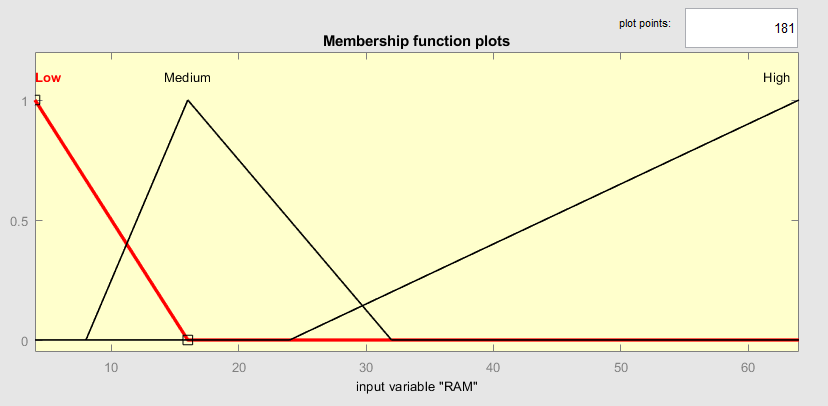 plot points: 181
Membership function plots
Low Medium High
1
0.5
0
10 20 30 40 50 60
input variable "RAM"